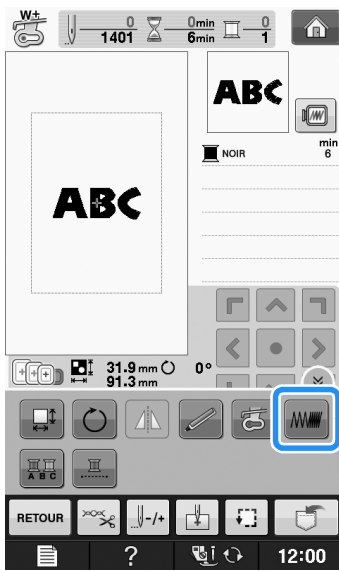 W±
0 0min 0
1401 6min 1
ABC
min
NOIR 6
ABC
31.9 mm 0°
91.3 mm
A B C
RETOUR -/+
? 12:00